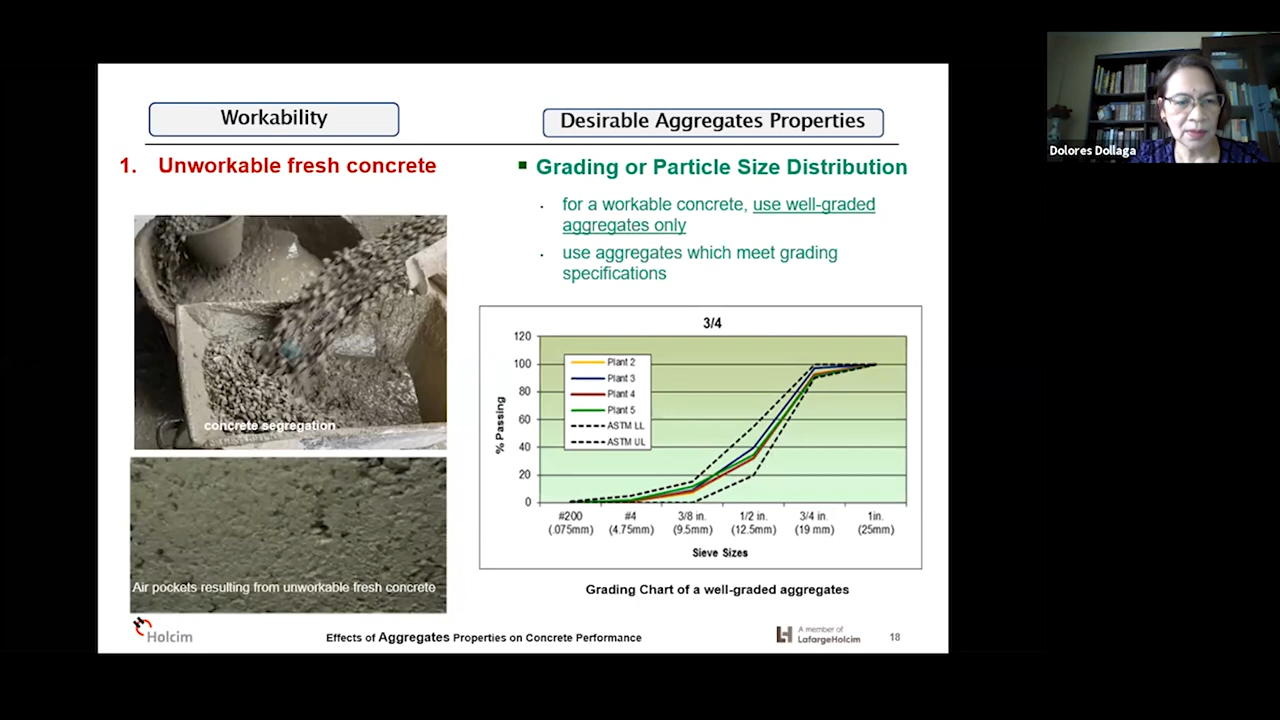 Workability
1. Unworkable fresh concrete
concrete segregation
Air pockets resulting from unworkable fresh concrete
Desirable Aggregates Properties
Grading or Particle Size Distribution
for a workable concrete, use well-graded
aggregates only
use aggregates which meet grading
specifications
3/4
120
100
80
60
40
20
0
% Passing
Plant 2
Plant 3
Plant 4
Plant 5
ASTM LL
ASTM UL
#200 #4 3/8 in. 1/2 in. 3/4 in. 1in.
(.075mm) (4.75mm) (9.5mm) (12.5mm) (19 mm) (25mm)
Sieve Sizes
Grading Chart of a well-graded aggregates
Holcim
Effects of Aggregates Properties on Concrete Performance
A member of
LafargeHolcim
18
Dolores Dollaga